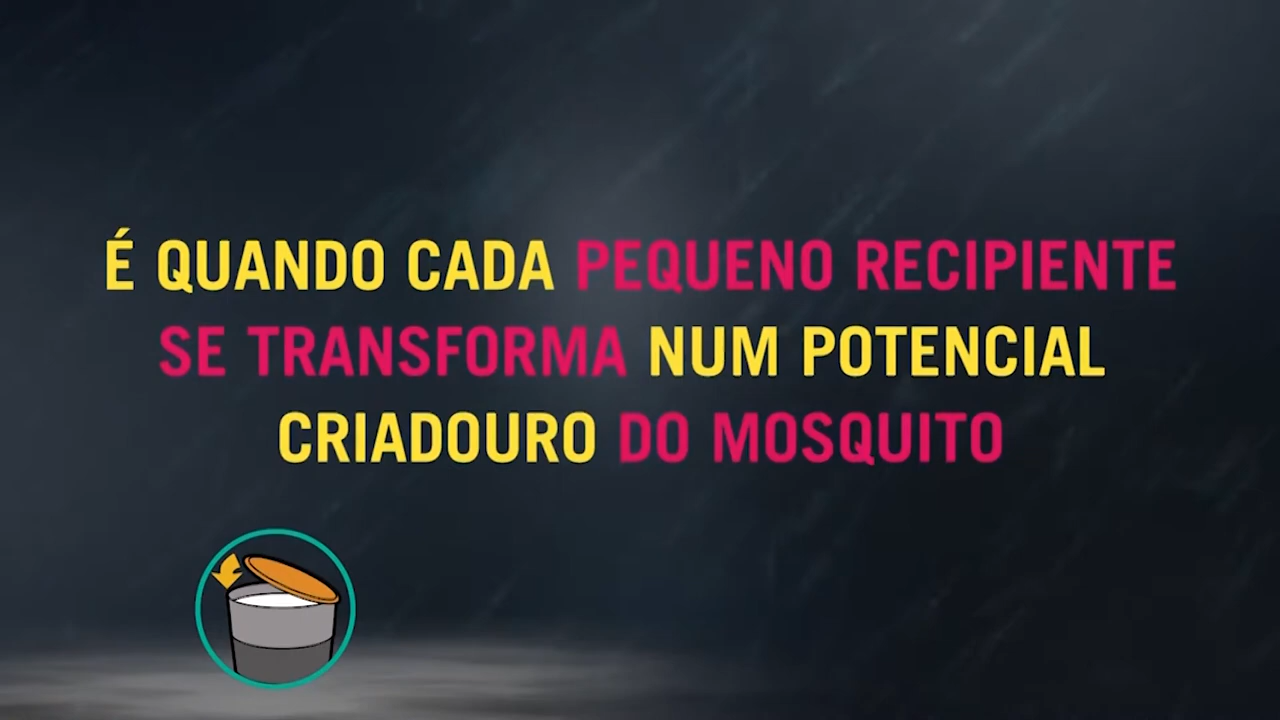 É QUANDO CADA PEQUENO RECIPIENTE
SE TRANSFORMA NUM POTENCIAL
CRIADOURO DO MOSQUITO